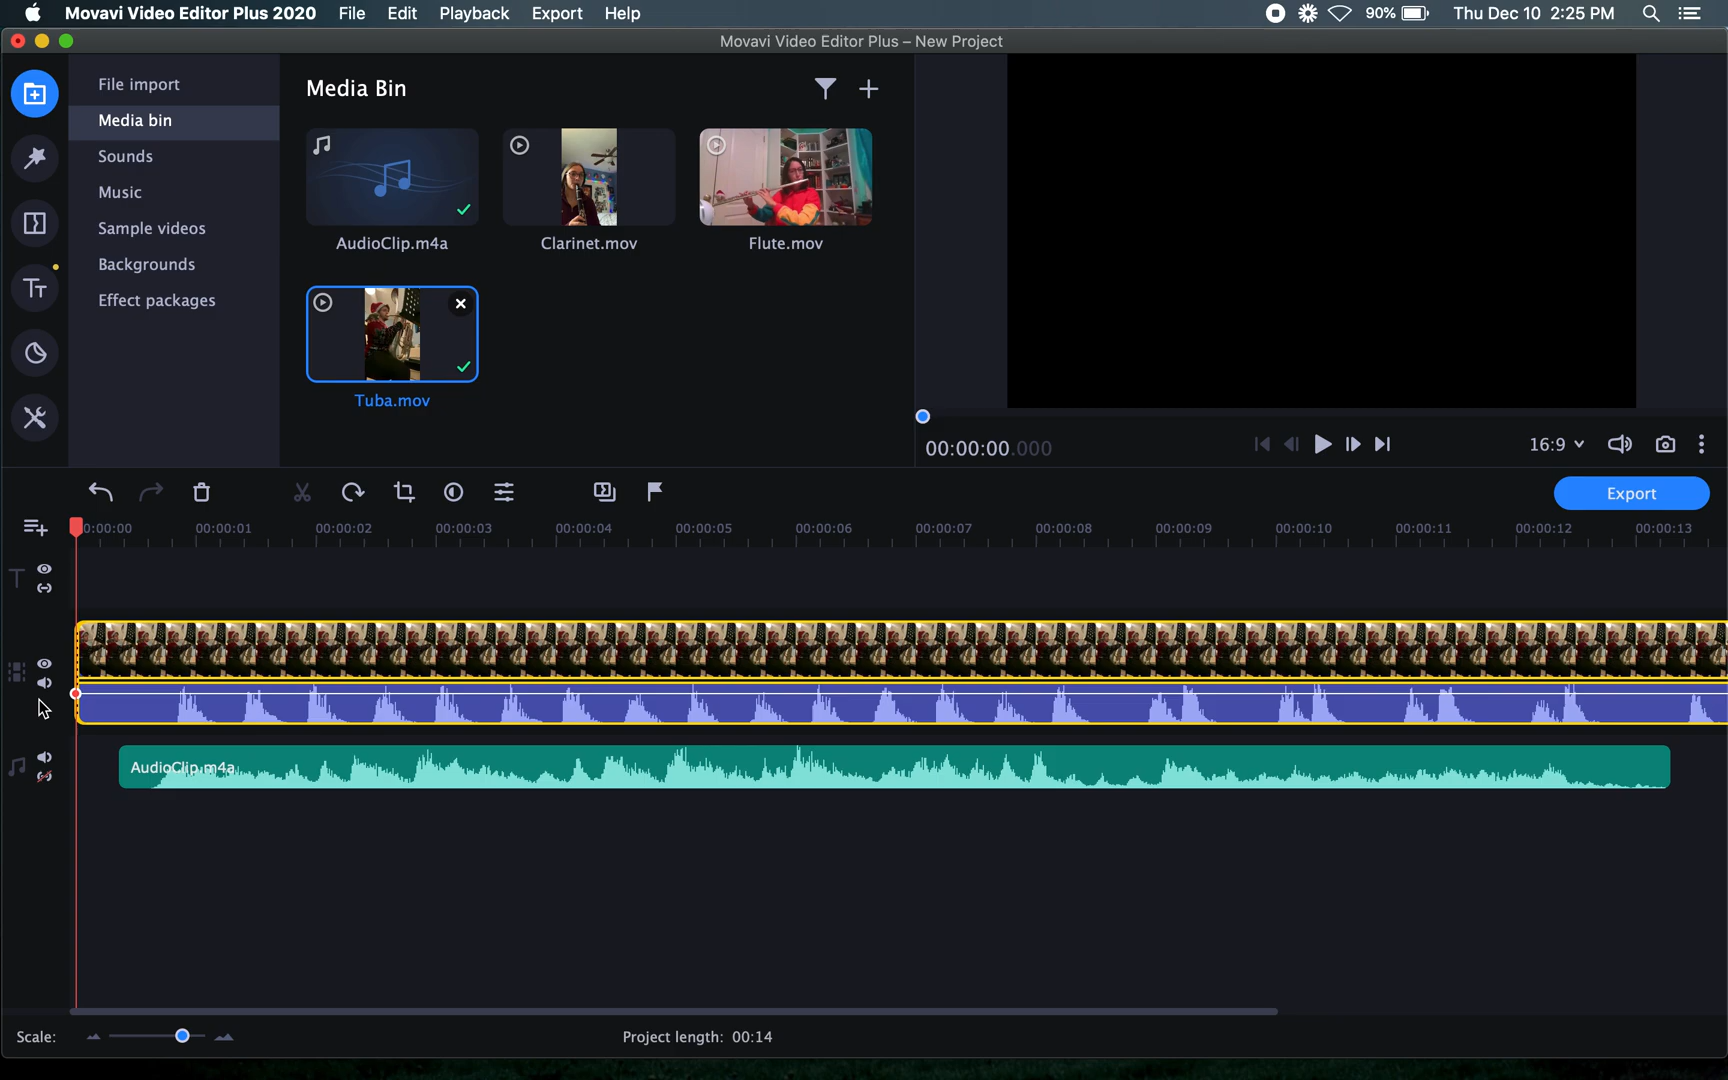 Movavi Video Editor Plus 2020 File Edit Playback Export Help 90% Thu Dec 10 2:25 PM
Movavi Video Editor Plus – New Project
File import
Media bin
Sounds
Music
Sample videos
Backgrounds
Effect packages
Media Bin
AudioClip.m4a Clarinet.mov Flute.mov
Tuba.mov
00:00:00.000
16:9
Export
0:00:00 00:00:01 00:00:02 00:00:03 00:00:04 00:00:05 00:00:06 00:00:07 00:00:08 00:00:09 00:00:10 00:00:11 00:00:12 00:00:13
AudioClip.m4a
Scale:
Project length: 00:14